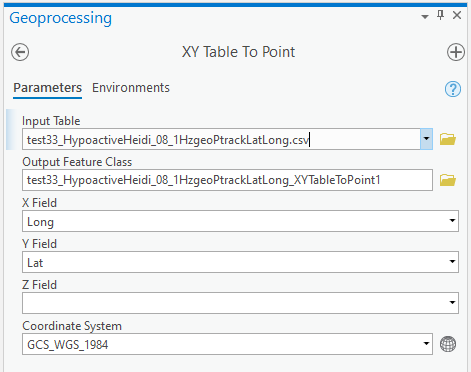 Geoprocessing
XY Table To Point
Parameters Environments
Input Table
test33_HypoactiveHeidi_08_1HzgeoPtrackLatLong.csv
Output Feature Class
test33_HypoactiveHeidi_08_1HzgeoPtrackLatLong_XYTableToPoint1
X Field
Long
Y Field
Lat
Z Field
Coordinate System
GCS_WGS_1984